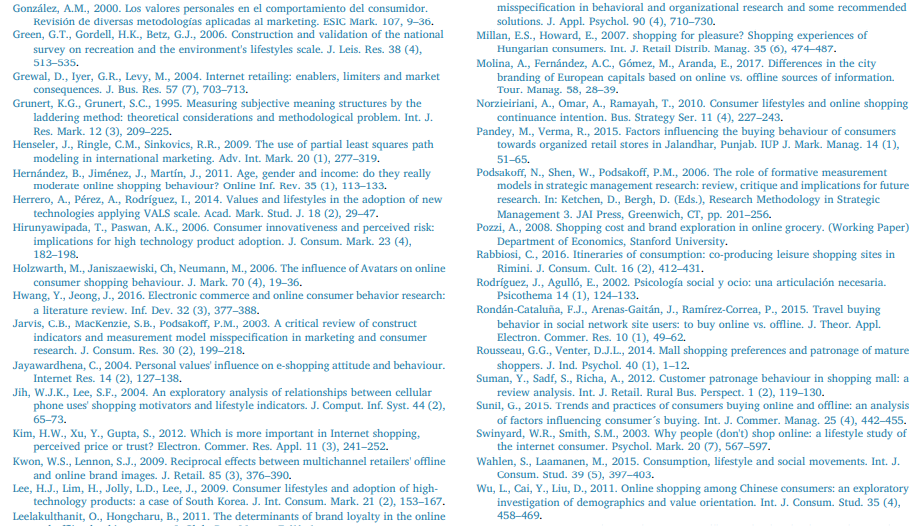 González, A.M., 2000. Los valores personales en el comportamiento del consumidor.
Revisión de diversas metodologías aplicadas al marketing. ESIC Mark. 107, 9–36.
Green, G.T., Gordell, H.K., Betz, G.J., 2006. Construction and validation of the national
survey on recreation and the environment's lifestyles scale. J. Leis. Res. 38 (4),
513–535.
Grewal, D., Iyer, G.R., Levy, M., 2004. Internet retailing: enablers, limiters and market
consequences. J. Bus. Res. 57 (7), 703–713.
Grunert, K.G., Grunert, S.C., 1995. Measuring subjective meaning structures by the
laddering method: theoretical considerations and methodological problem. Int. J.
Res. Mark. 12 (3), 209–225.
Henseler, J., Ringle, C.M., Sinkovics, R.R., 2009. The use of partial least squares path
modeling in international marketing. Adv. Int. Mark. 20 (1), 277–319.
Hernández, B., Jiménez, J., Martín, J., 2011. Age, gender and income: do they really
moderate online shopping behaviour? Online Inf. Rev. 35 (1), 113–133.
Herrero, A., Pérez, A., Rodríguez, I., 2014. Values and lifestyles in the adoption of new
technologies applying VALS scale. Acad. Mark. Stud. J. 18 (2), 29–47.
Hirunyawipada, T., Paswan, A.K., 2006. Consumer innovativeness and perceived risk:
implications for high technology product adoption. J. Consum. Mark. 23 (4),
182–198.
Holzwarth, M., Janiszaewiski, Ch, Neumann, M., 2006. The influence of Avatars on online
consumer shopping behaviour. J. Mark. 70 (4), 19–36.
Hwang, Y., Jeong, J., 2016. Electronic commerce and online consumer behavior research:
a literature review. Inf. Dev. 32 (3), 377–388.
Jarvis, C.B., MacKenzie, S.B., Podsakoff, P.M., 2003. A critical review of construct
indicators and measurement model misspecification in marketing and consumer
research. J. Consum. Res. 30 (2), 199–218.
Jayawardhena, C., 2004. Personal values' influence on e-shopping attitude and behaviour.
Internet Res. 14 (2), 127–138.
Jih, W.J.K., Lee, S.F., 2004. An exploratory analysis of relationships between cellular
phone uses' shopping motivators and lifestyle indicators. J. Comput. Inf. Syst. 44 (2),
65–73.
Kim, H.W., Xu, Y., Gupta, S., 2012. Which is more important in Internet shopping,
perceived price or trust? Electron. Commer. Res. Appl. 11 (3), 241–252.
Kwon, W.S., Lennon, S.J., 2009. Reciprocal effects between multichannel retailers' offline
and online brand images. J. Retail. 85 (3), 376–390.
Lee, H.J., Lim, H., Jolly, L.D., Lee, J., 2009. Consumer lifestyles and adoption of high-
technology products: a case of South Korea. J. Int. Consum. Mark. 21 (2), 153–167.
Leelakulthanit, O., Hongcharu, B., 2011. The determinants of brand loyalty in the online
misspecification in behavioral and organizational research and some recommended
solutions. J. Appl. Psychol. 90 (4), 710–730.
Millan, E.S., Howard, E., 2007. shopping for pleasure? Shopping experiences of
Hungarian consumers. Int. J. Retail Distrib. Manag. 35 (6), 474–487.
Molina, A., Fernández, A.C., Gómez, M., Aranda, E., 2017. Differences in the city
branding of European capitals based on online vs. offline sources of information.
Tour. Manag. 58, 28–39.
Norzieiriani, A., Omar, A., Ramayah, T., 2010. Consumer lifestyles and online shopping
continuance intention. Bus. Strategy Ser. 11 (4), 227–243.
Pandey, M., Verma, R., 2015. Factors influencing the buying behaviour of consumers
towards organized retail stores in Jalandhar, Punjab. IUP J. Mark. Manag. 14 (1),
51–65.
Podsakoff, N., Shen, W., Podsakoff, P.M., 2006. The role of formative measurement
models in strategic management research: review, critique and implications for future
research. In: Ketchen, D., Bergh, D. (Eds.), Research Methodology in Strategic
Management 3. JAI Press, Greenwich, CT, pp. 201–256.
Pozzi, A., 2008. Shopping cost and brand exploration in online grocery. (Working Paper)
Department of Economics, Stanford University.
Rabbiosi, C., 2016. Itineraries of consumption: co-producing leisure shopping sites in
Rimini. J. Consum. Cult. 16 (2), 412–431.
Rodríguez, J., Agulló, E., 2002. Psicología social y ocio: una articulación necesaria.
Psicothema 14 (1), 124–133.
Rondán-Cataluña, F.J., Arenas-Gaitán, J., Ramírez-Correa, P., 2015. Travel buying
behavior in social network site users: to buy online vs. offline. J. Theor. Appl.
Electron. Commer. Res. 10 (1), 49–62.
Rousseau, G.G., Venter, D.J.L., 2014. Mall shopping preferences and patronage of mature
shoppers. J. Ind. Psychol. 40 (1), 1–12.
Suman, Y., Sadf, S., Richa, A., 2012. Customer patronage behaviour in shopping mall: a
review analysis. Int. J. Retail. Rural Bus. Perspect. 1 (2), 119–130.
Sunil, G., 2015. Trends and practices of consumers buying online and offline: an analysis
of factors influencing consumer´s buying. Int. J. Commer. Manag. 25 (4), 442–455.
Swinyard, W.R., Smith, S.M., 2003. Why people (don't) shop online: a lifestyle study of
the internet consumer. Psychol. Mark. 20 (7), 567–597.
Wahlen, S., Laamanen, M., 2015. Consumption, lifestyle and social movements. Int. J.
Consum. Stud. 39 (5), 397–403.
Wu, L., Cai, Y., Liu, D., 2011. Online shopping among Chinese consumers: an exploratory
investigation of demographics and value orientation. Int. J. Consum. Stud. 35 (4),
458–469.